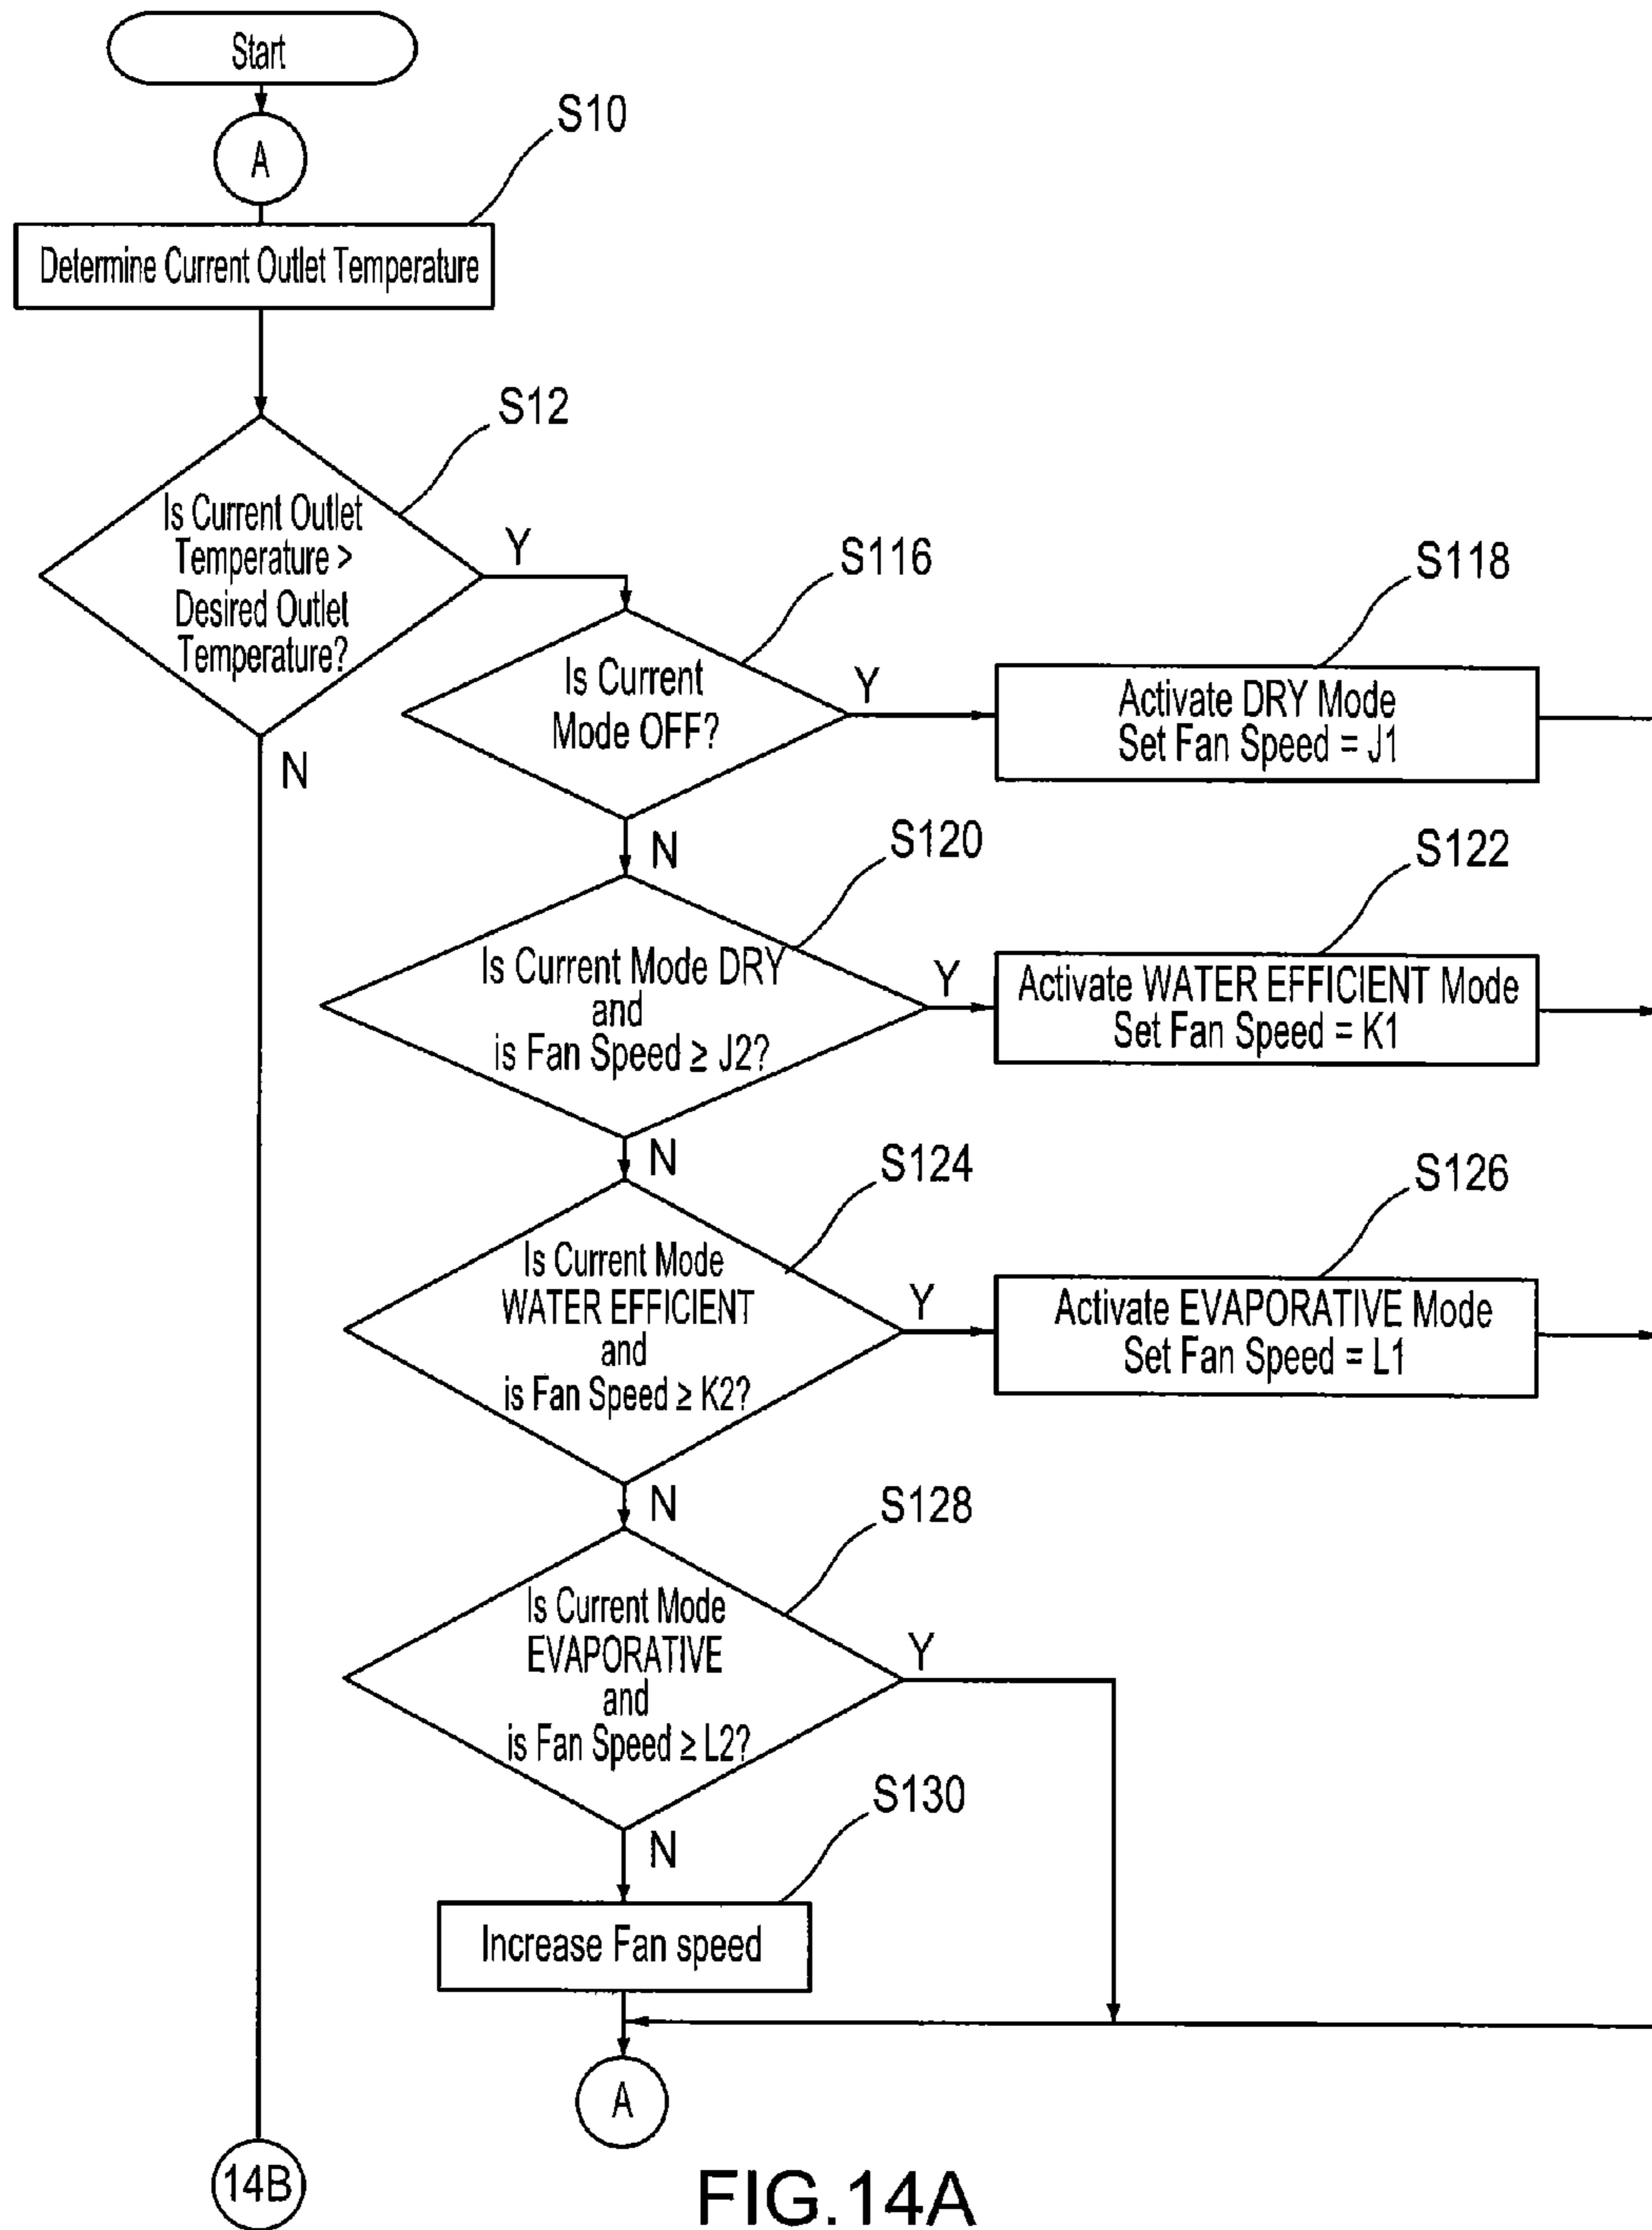 Start
A
S10
Determine Current Outlet Temperature
S12
Is Current Outlet
Temperature >
Desired Outlet
Temperature?
Y
N
S116
Is Current
Mode OFF?
Y
N
S118
Activate DRY Mode
Set Fan Speed = J1
S120
Is Current Mode DRY
and
is Fan Speed ≥ J2?
Y
N
S122
Activate WATER EFFICIENT Mode
Set Fan Speed = K1
S124
Is Current Mode
WATER EFFICIENT
and
is Fan Speed ≥ K2?
Y
N
S126
Activate EVAPORATIVE Mode
Set Fan Speed = L1
S128
Is Current Mode
EVAPORATIVE
and
is Fan Speed ≥ L2?
Y
N
S130
Increase Fan speed
A
14B
FIG.14A